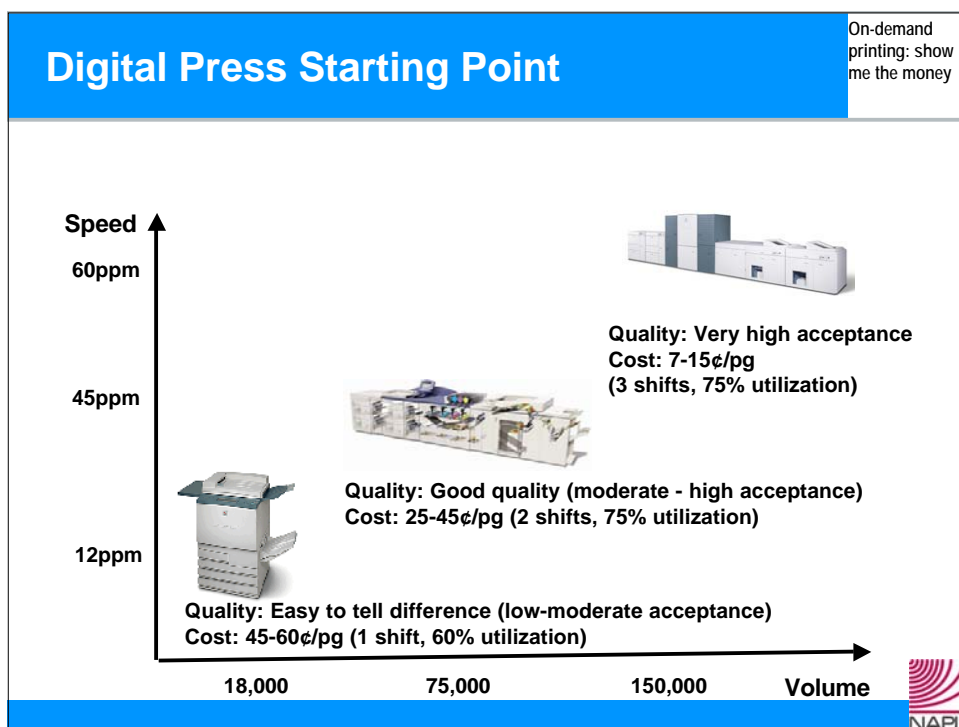 Digital Press Starting Point
On-demand
printing: show
me the money
Speed
60ppm
Quality: Very high acceptance
Cost: 7-15¢/pg
(3 shifts, 75% utilization)
45ppm
Quality: Good quality (moderate - high acceptance)
Cost: 25-45¢/pg (2 shifts, 75% utilization)
12ppm
Quality: Easy to tell difference (low-moderate acceptance)
Cost: 45-60¢/pg (1 shift, 60% utilization)
18,000
75,000
150,000
Volume